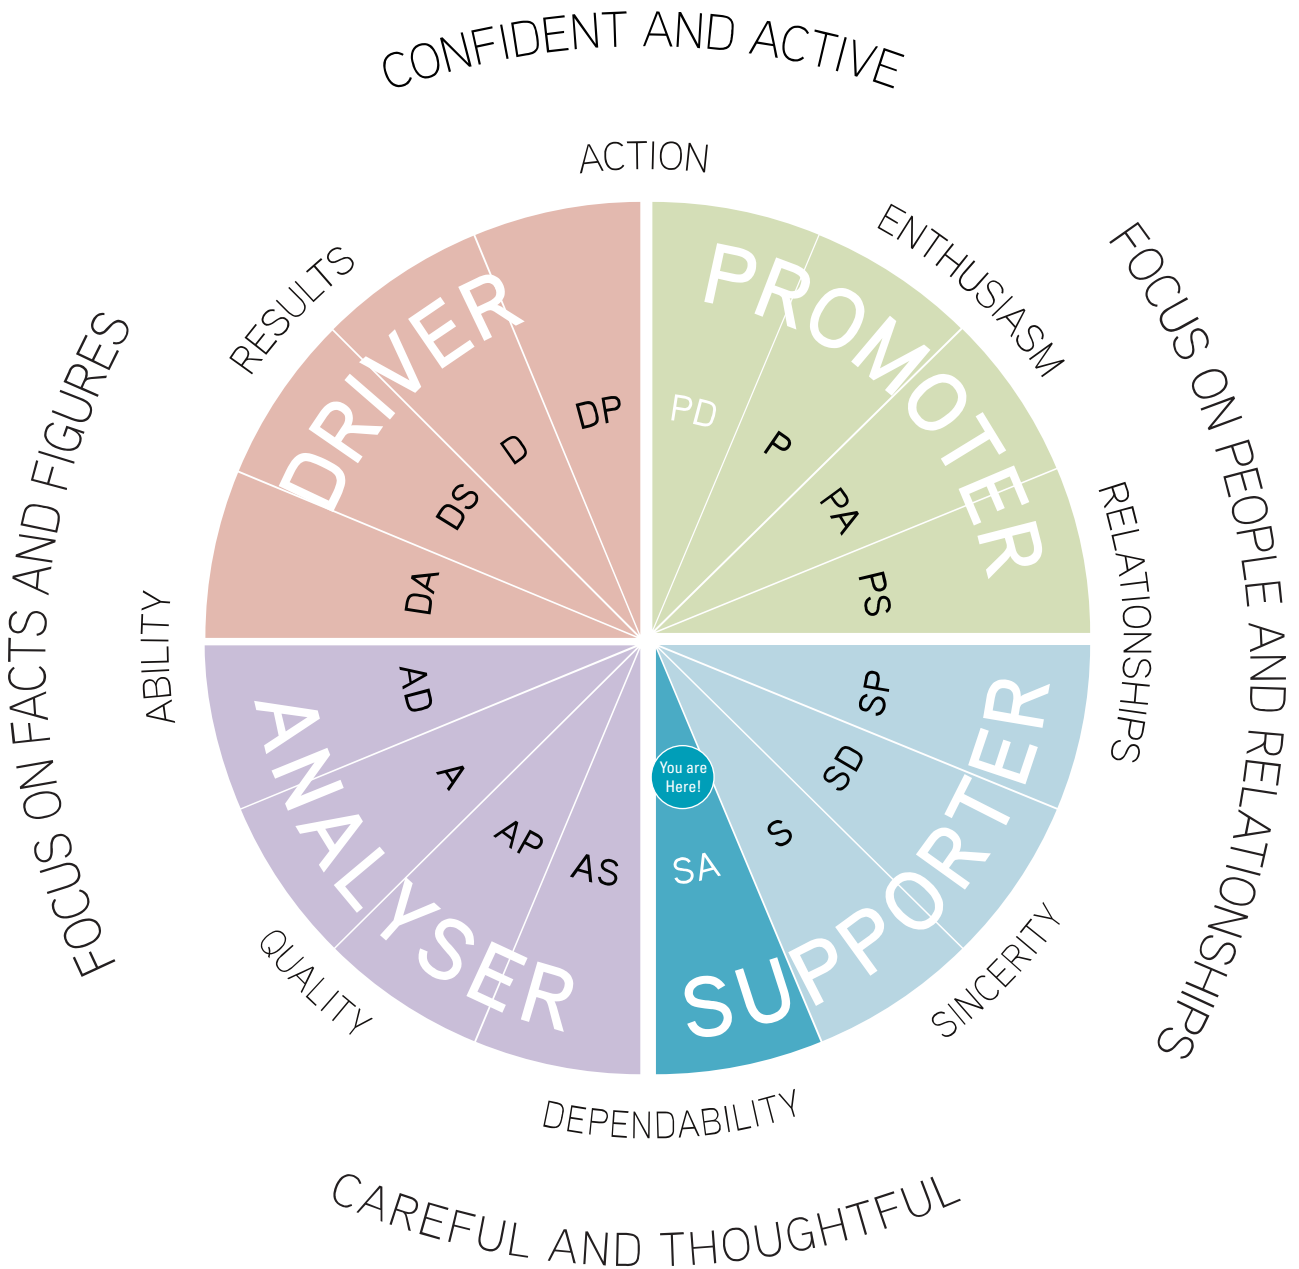 CONFIDENT AND ACTIVE
ACTION
ENTHUSIASM
RESULTS
FOCUS ON PEOPLE AND RELATIONSHIPS
FOCUS ON FACTS AND FIGURES
DRIVER
PROMOTER
DP
PD
D
P
DS
PA
DA
PS
RELATIONSHIPS
ABILITY
AD
SP
A
SD
You are
Here!
AP
S
AS
SA
ANALYSER
SUPPORTER
QUALITY
SINCERITY
DEPENDABILITY
CAREFUL AND THOUGHTFUL